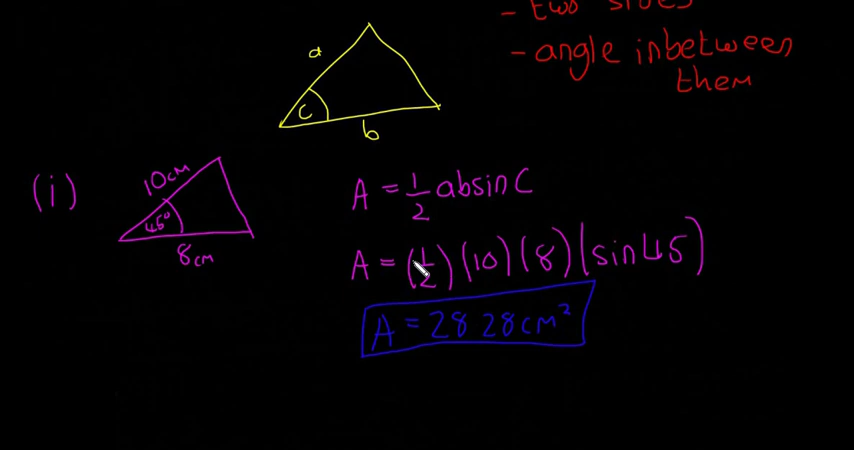 - two sides
- angle inbetween
them
a
C
b
(i)
10cm
45°
8cm
A = 1/2 absinC
A = (1/2)(10)(8)(sin45)
A = 28 28cm²